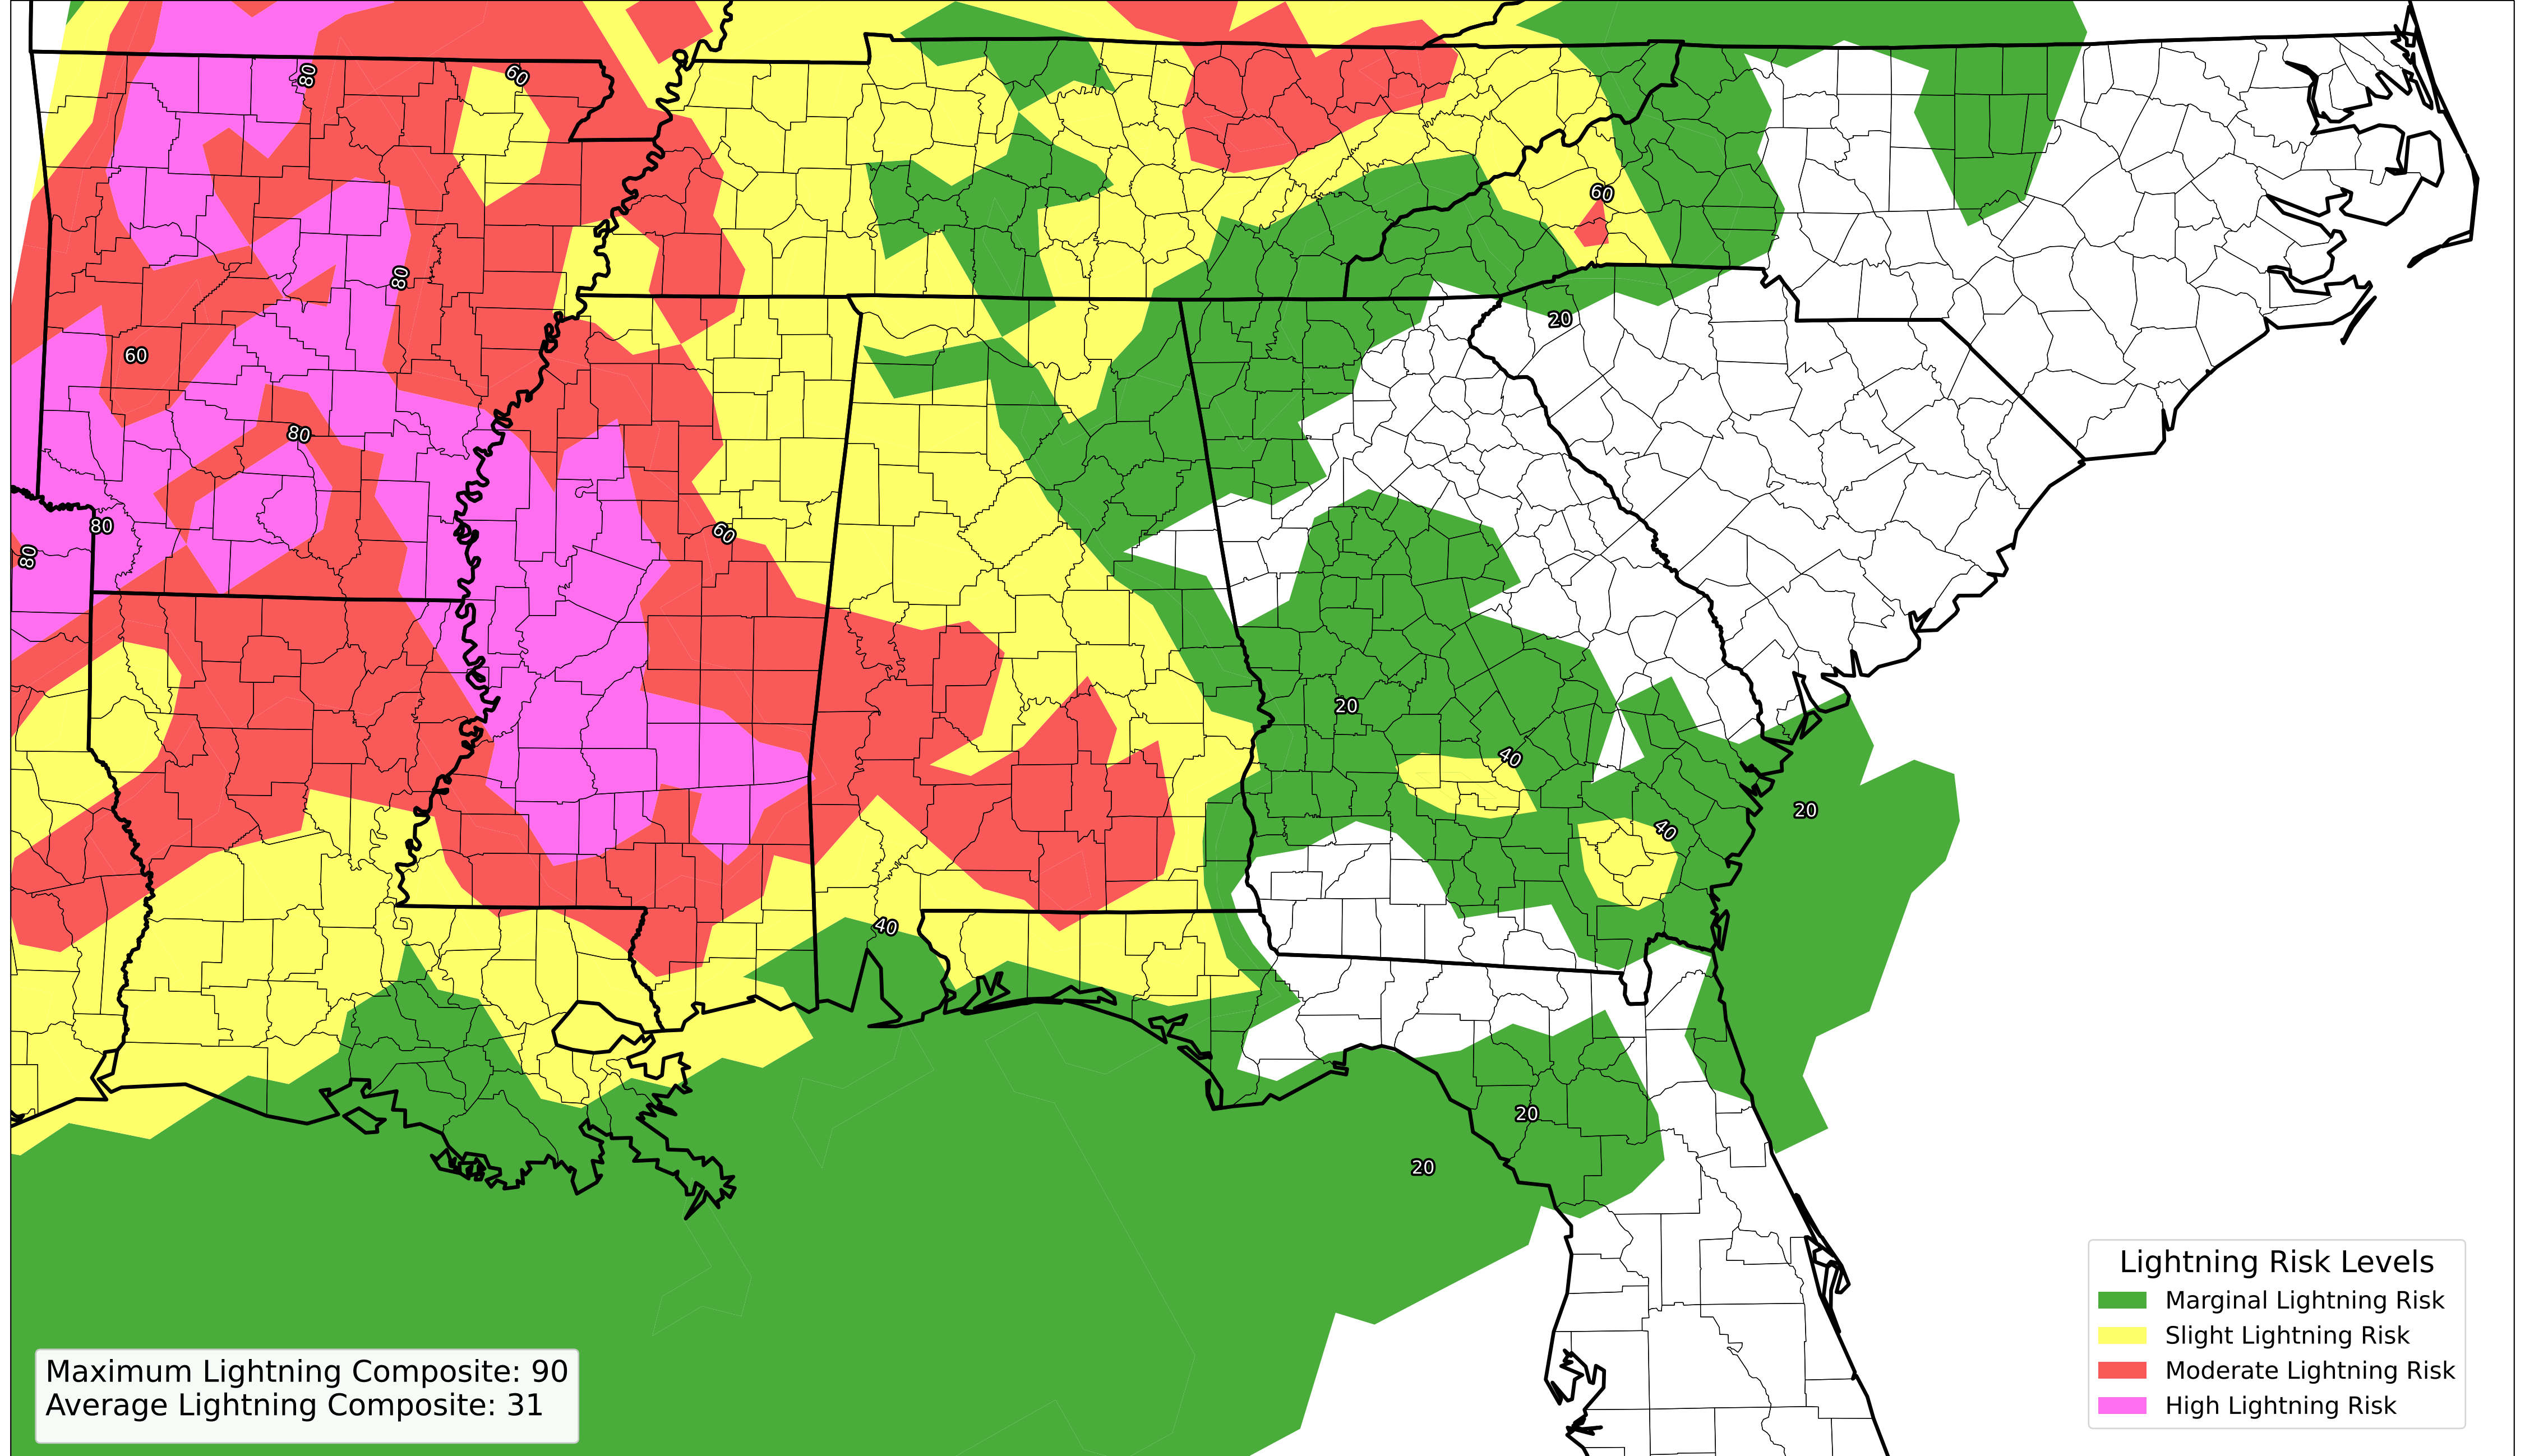 80
60
60
80
20
60
80
60
80
80
20
40
20
40
40
20
20
Lightning Risk Levels
Marginal Lightning Risk
Slight Lightning Risk
Moderate Lightning Risk
High Lightning Risk
Maximum Lightning Composite: 90
Average Lightning Composite: 31